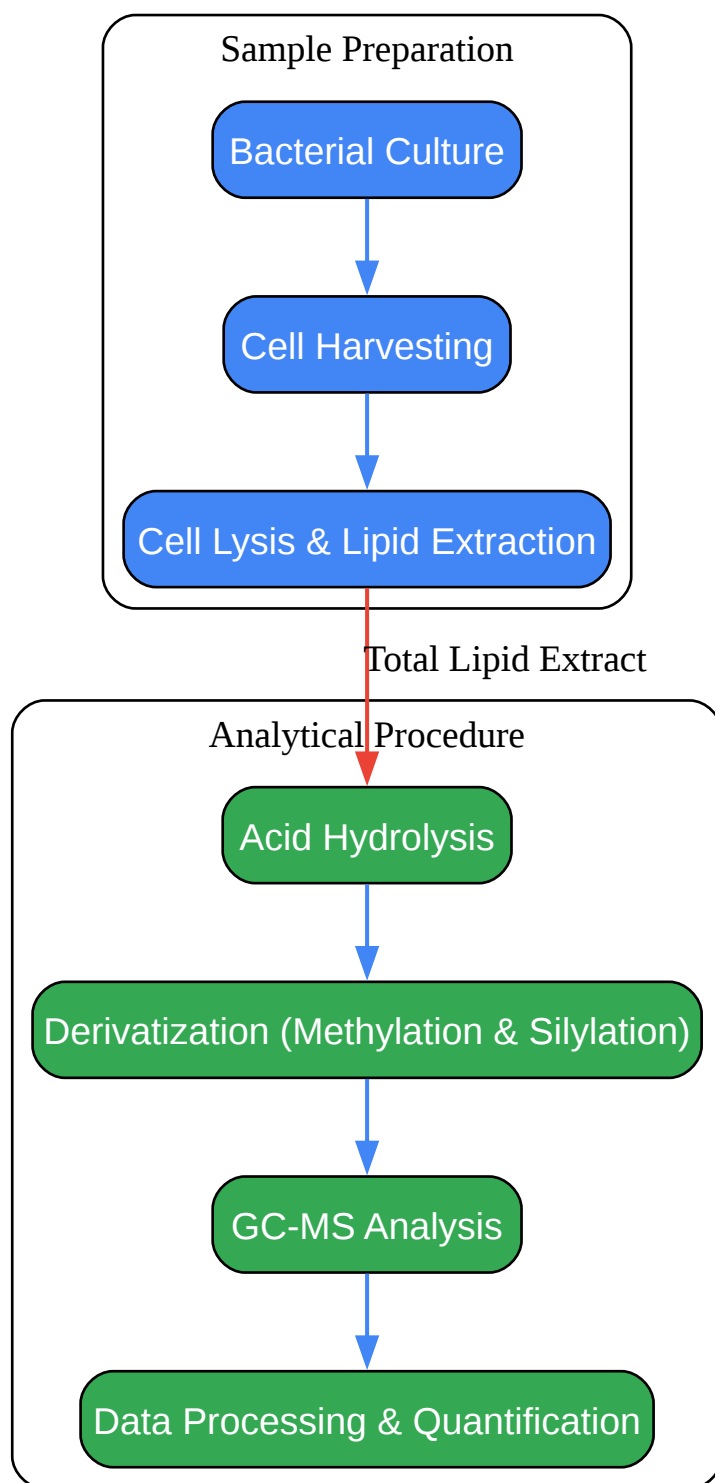 Sample Preparation
Bacterial Culture
Cell Harvesting
Cell Lysis & Lipid Extraction
Total Lipid Extract
Analytical Procedure
Acid Hydrolysis
Derivatization (Methylation & Silylation)
GC-MS Analysis
Data Processing & Quantification